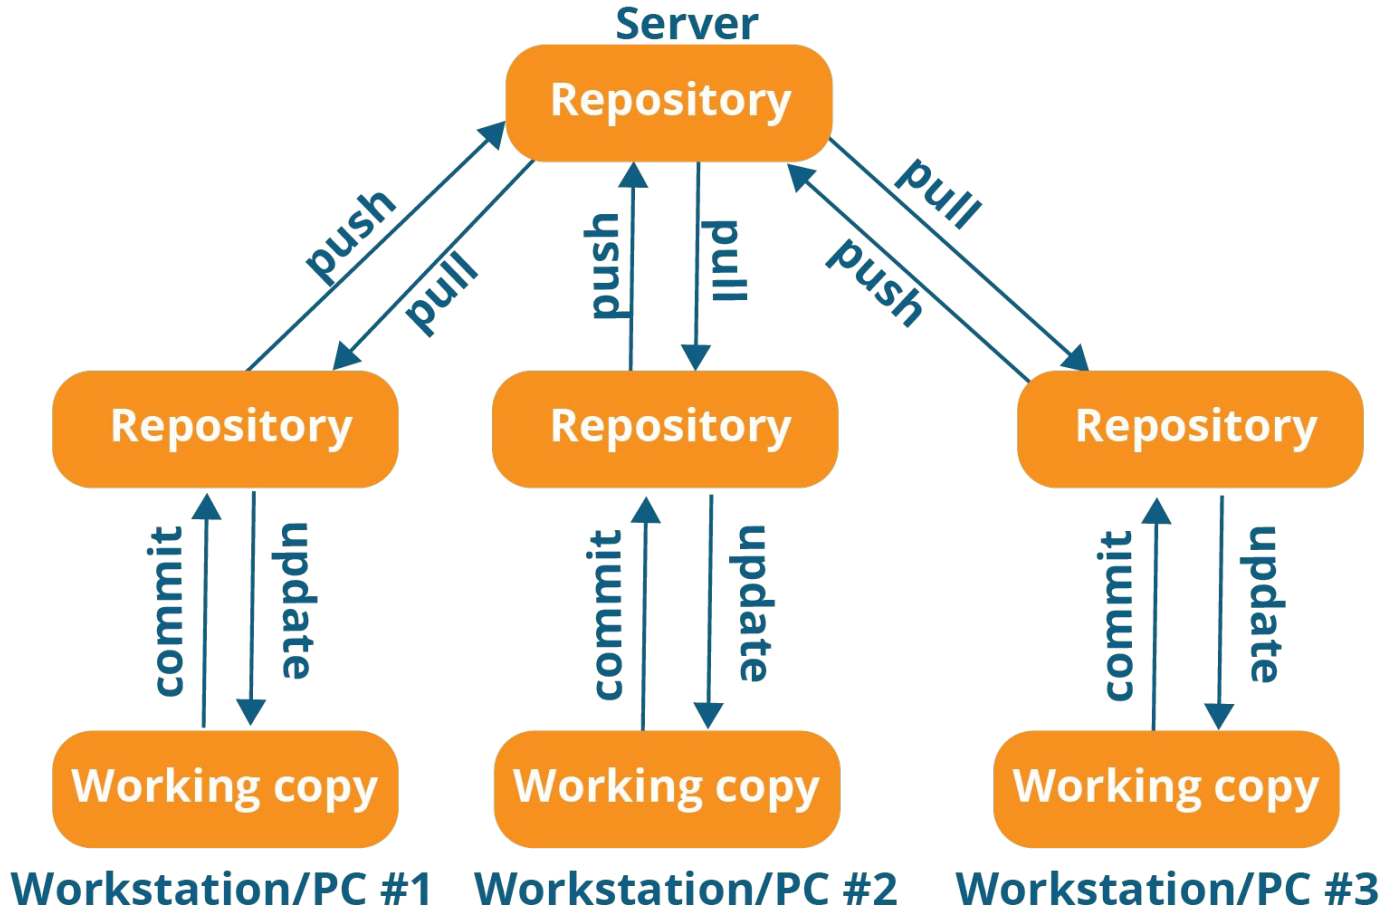 Server
Repository
push
pull
push
pull
push
pull
Repository
Repository
Repository
commit
update
commit
update
commit
update
Working copy
Working copy
Working copy
Workstation/PC #1
Workstation/PC #2
Workstation/PC #3